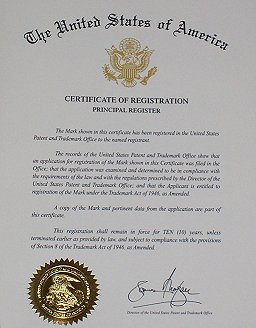 The United States of America
CERTIFICATE OF REGISTRATION
PRINCIPAL REGISTER
The Mark shown in this certificate has been registered in the United States
Patent and Trademark Office to the named registrant.
The records of the United States Patent and Trademark Office show that
an application for registration of the Mark shown in this Certificate was filed in the
Office; that the application was examined and determined to be in compliance with
the requirements of the law and with the regulations prescribed by the Director of the
United States Patent and Trademark Office; and that the Applicant is entitled to
registration of the Mark under the Trademark Act of 1946, as Amended.
A copy of the Mark and pertinent data from the application are part of
this certificate.
This registration shall remain in force for TEN (10) years, unless
terminated earlier as provided by law, and subject to compliance with the provisions
of Section 8 of the Trademark Act of 1946, as Amended.
Director of the United States Patent and Trademark Office